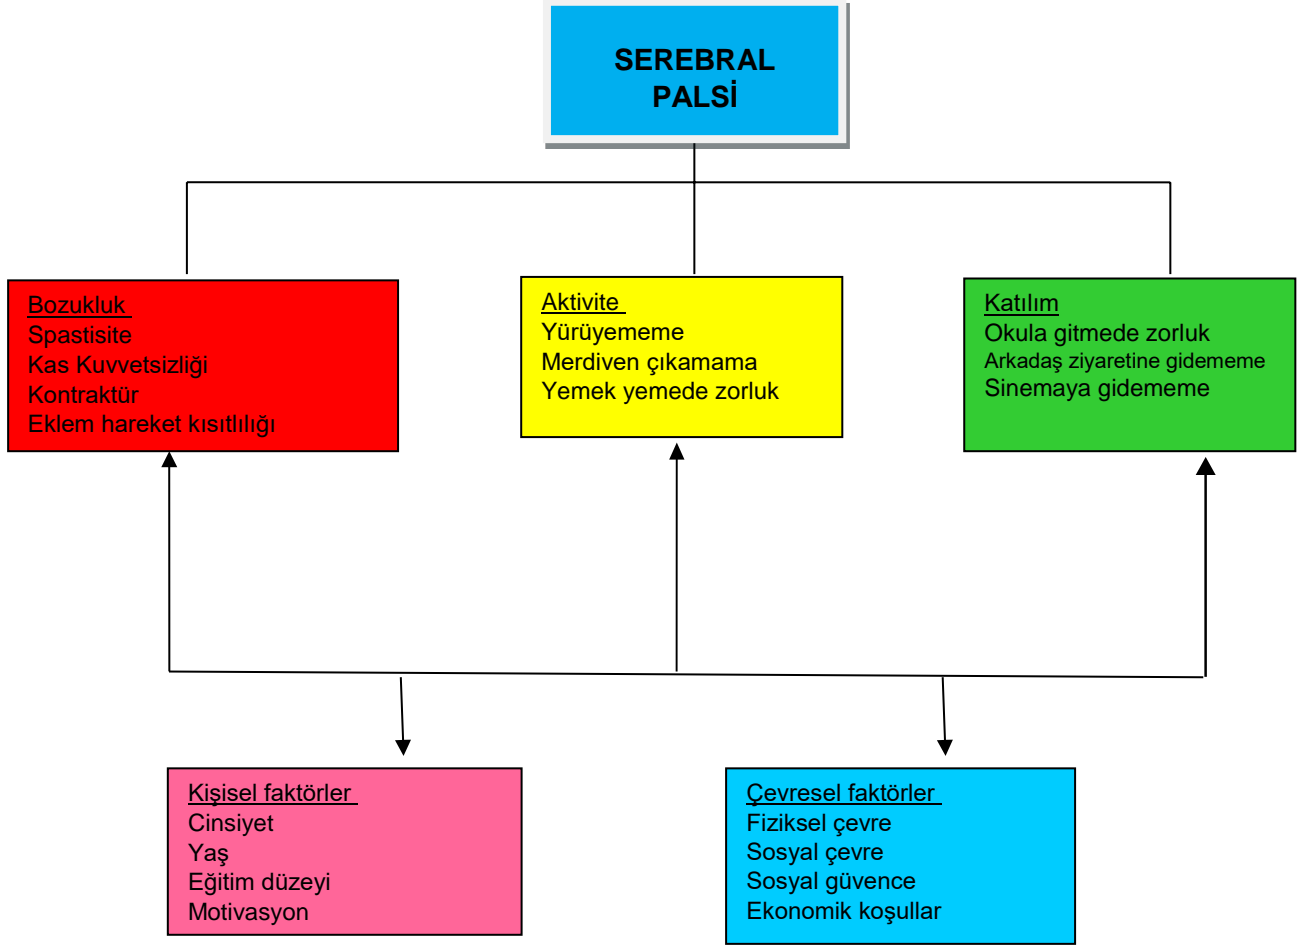 SEREBRAL
PALSİ
Bozukluk
Spastisite
Kas Kuvvetsizliği
Kontraktür
Eklem hareket kısıtlılığı
Aktivite
Yürüyememe
Merdiven çıkamama
Yemek yemede zorluk
Katılım
Okula gitmede zorluk
Arkadaş ziyaretine gidememe
Sinemaya gidememe
Kişisel faktörler
Cinsiyet
Yaş
Eğitim düzeyi
Motivasyon
Çevresel faktörler
Fiziksel çevre
Sosyal çevre
Sosyal güvence
Ekonomik koşullar